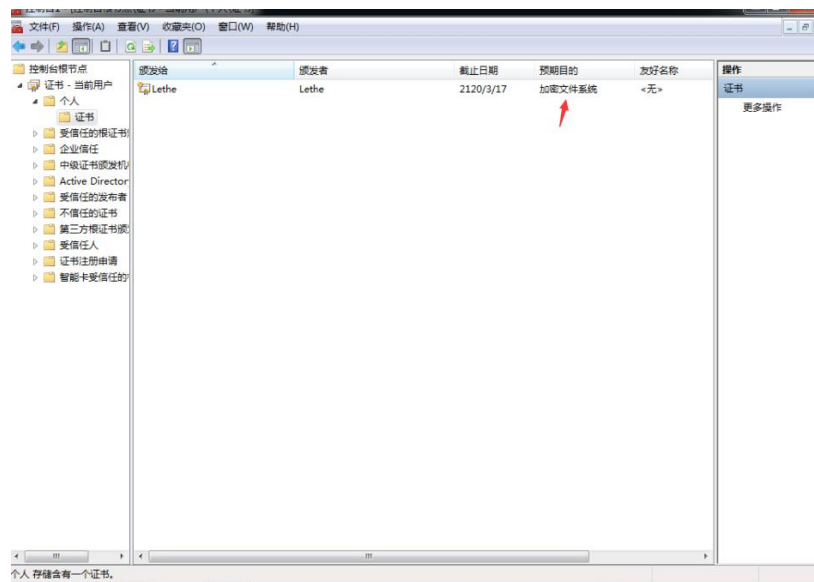 文件(F) 操作(A) 查看(V) 收藏夹(O) 窗口(W) 帮助(H)
控制台根节点
证书 - 当前用户
个人
证书
受信任的根证书
企业信任
中级证书颁发机
Active Director
受信任的发布者
不信任的证书
第三方根证书颁
受信任人
证书注册申请
智能卡受信任的
颁发给 颁发者 截止日期 预期目的 友好名称
Lethe Lethe 2120/3/17 加密文件系统 <无>
操作
证书
更多操作
个人 存储含有一个证书。